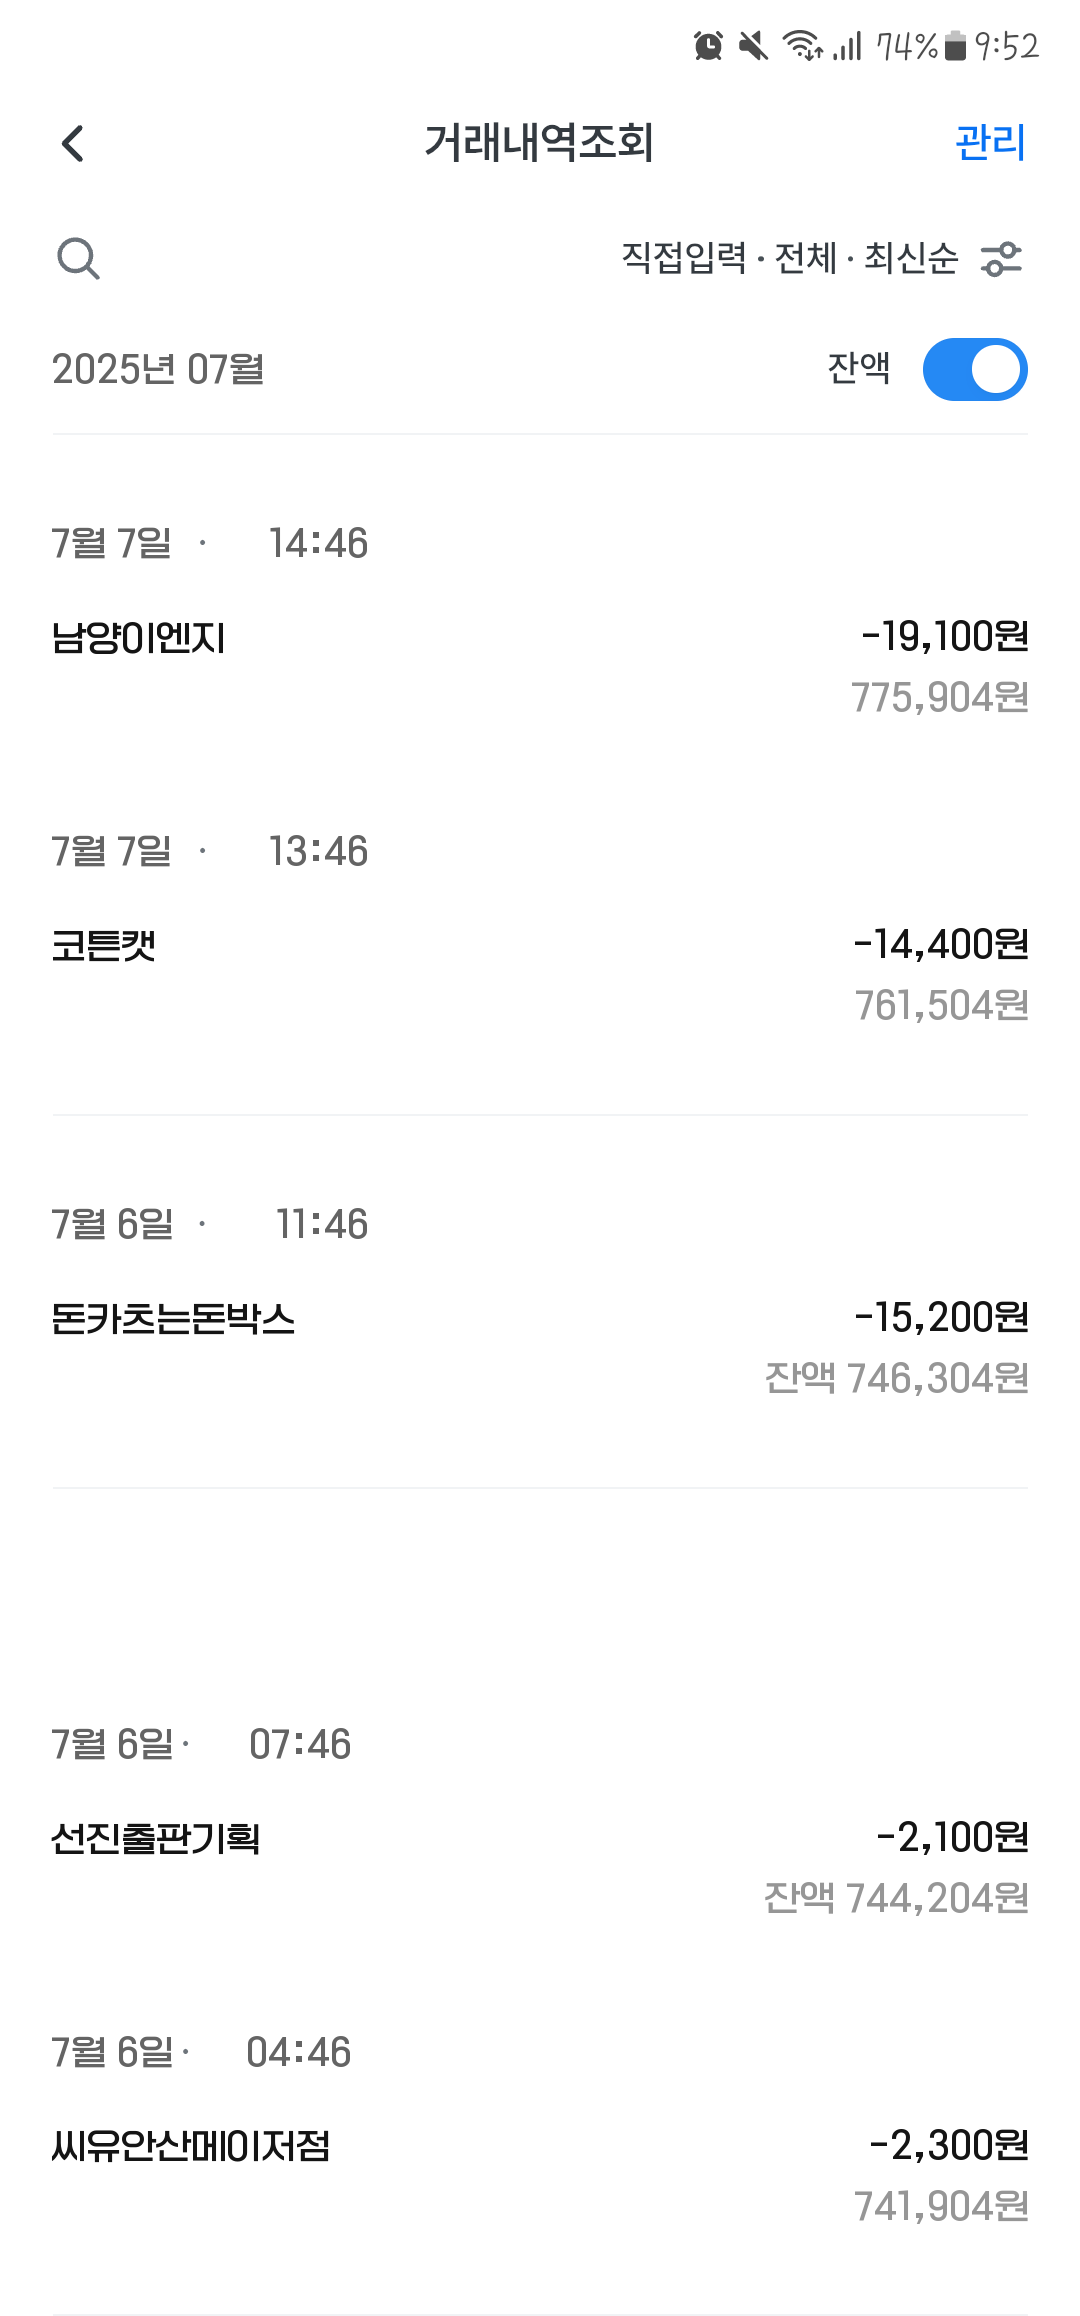 74% 9:52
거래내역조회 관리
직접입력 · 전체 · 최신순
2025년 07월 잔액
7월 7일 · 14:46
남양이엔지 -19,100원
775,904원
7월 7일 · 13:46
코튼캣 -14,400원
761,504원
7월 6일 · 11:46
돈카츠는돈박스 -15,200원
잔액 746,304원
7월 6일 · 07:46
선진출판기획 -2,100원
잔액 744,204원
7월 6일 · 04:46
씨유안산메이저점 -2,300원
741,904원